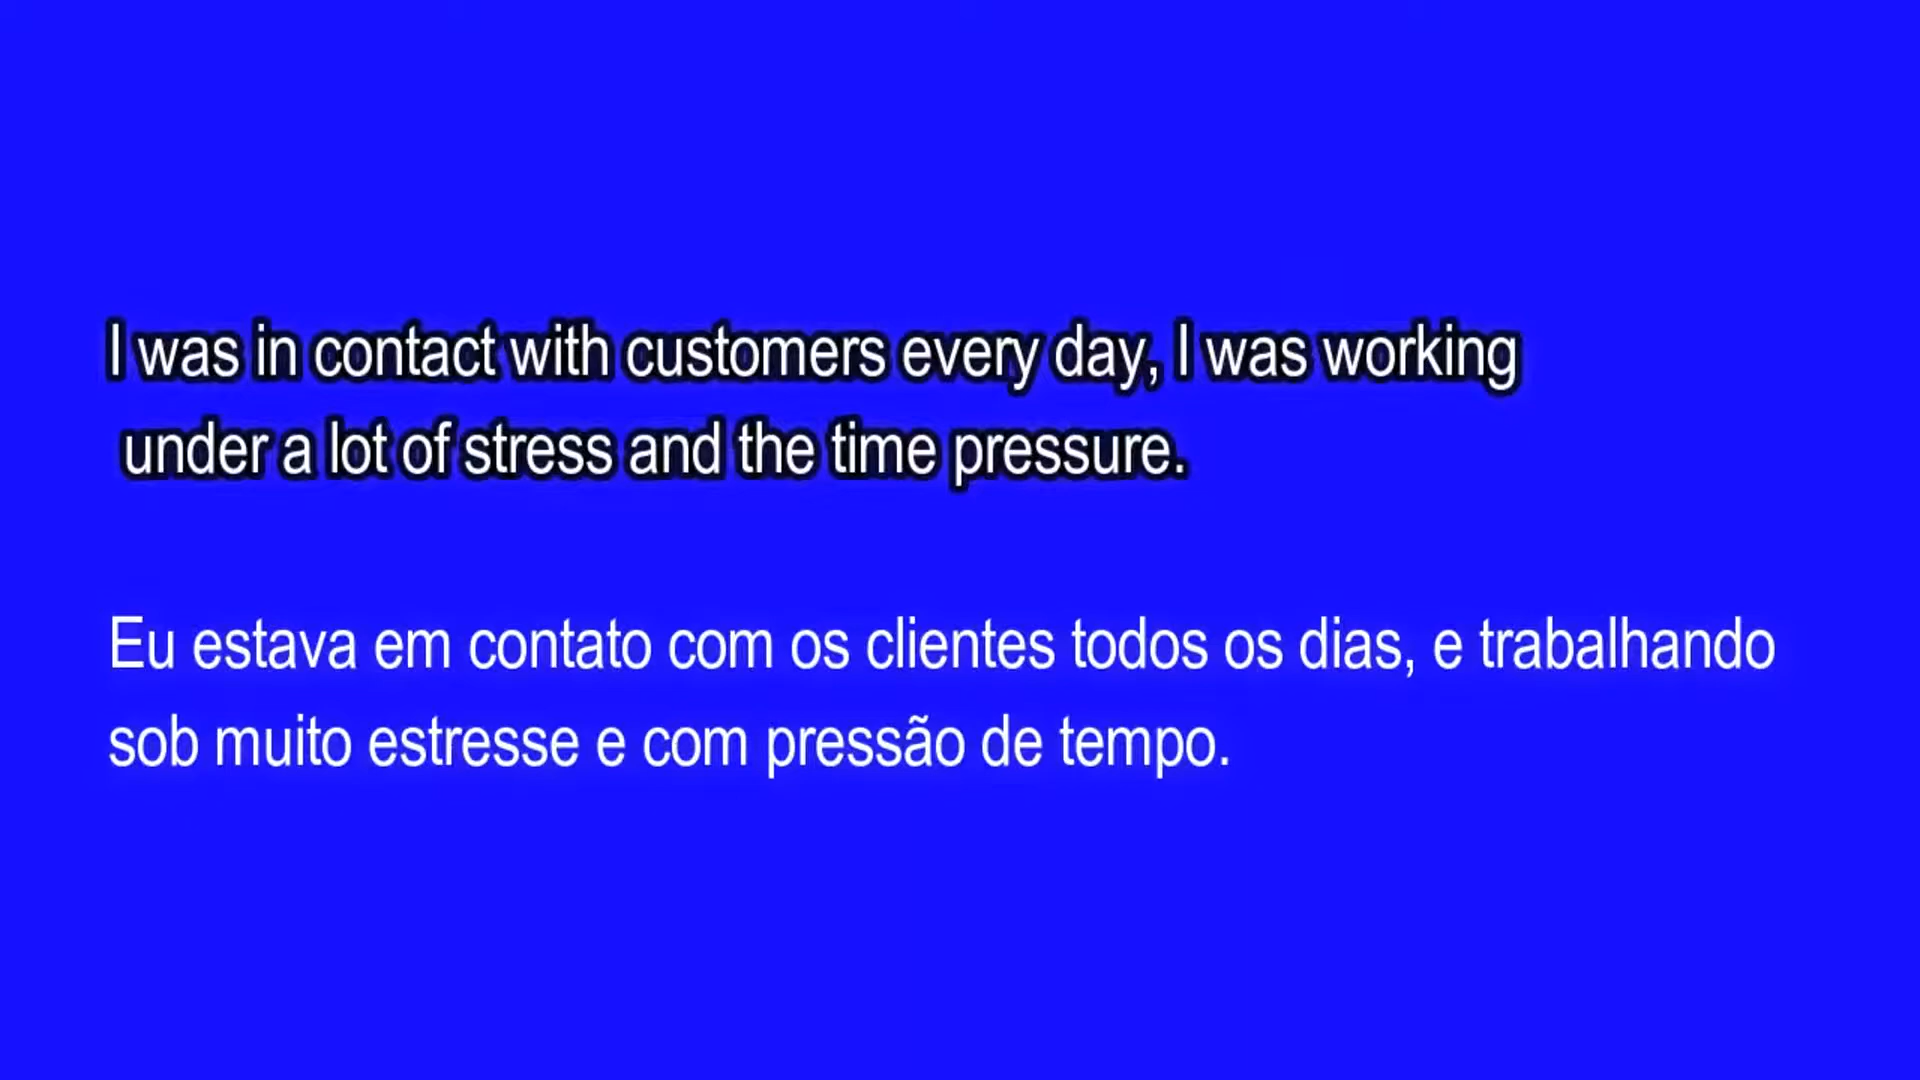 I was in contact with customers every day, I was working
under a lot of stress and the time pressure.
Eu estava em contato com os clientes todos os dias, e trabalhando
sob muito estresse e com pressão de tempo.